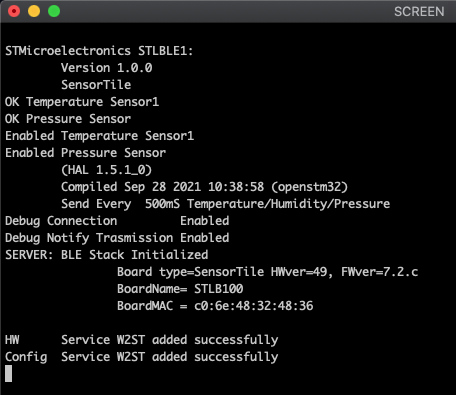 SCREEN
STMicroelectronics STLBLE1:
Version 1.0.0
SensorTile
OK Temperature Sensor1
OK Pressure Sensor
Enabled Temperature Sensor1
Enabled Pressure Sensor
(HAL 1.5.1_0)
Compiled Sep 28 2021 10:38:58 (openstm32)
Send Every  500mS Temperature/Humidity/Pressure
Debug Connection         Enabled
Debug Notify Trasmission Enabled
SERVER: BLE Stack Initialized
Board type=SensorTile HWver=49, FWver=7.2.c
BoardName= STLB100
BoardMAC = c0:6e:48:32:48:36
HW      Service W2ST added successfully
Config  Service W2ST added successfully